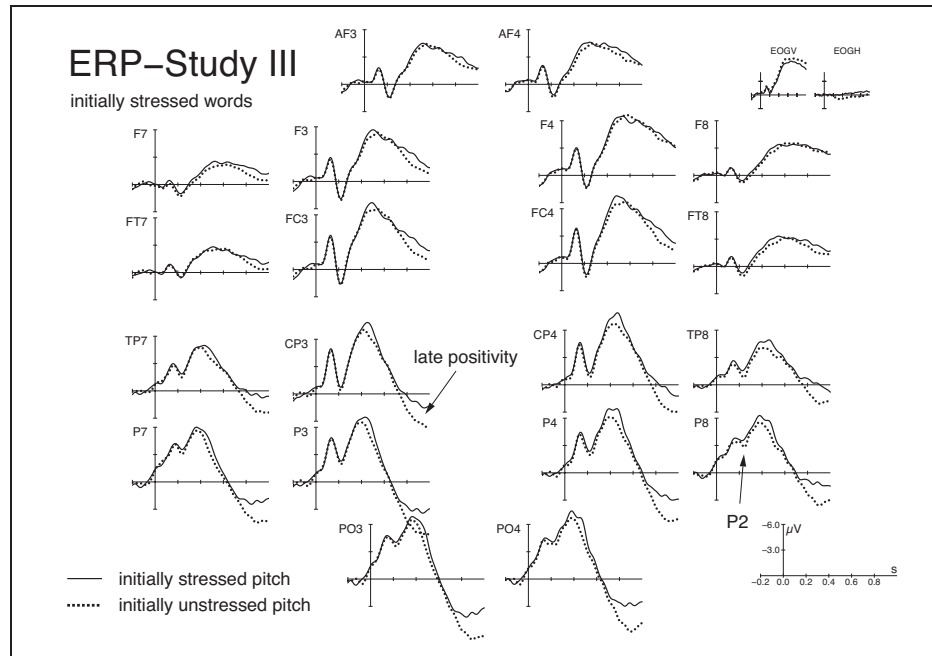 AF3 AF4
ERP–Study III
EOGV EOGH
initially stressed words
F7 F3 F4 F8
FT7 FC3 FC4 FT8
TP7 CP3 CP4 TP8
late positivity
P7 P3 P4 P8
P2
PO3 PO4
−6.0 µV
−3.0
s
−0.2 0.0 0.2 0.4 0.6 0.8
initially stressed pitch
initially unstressed pitch